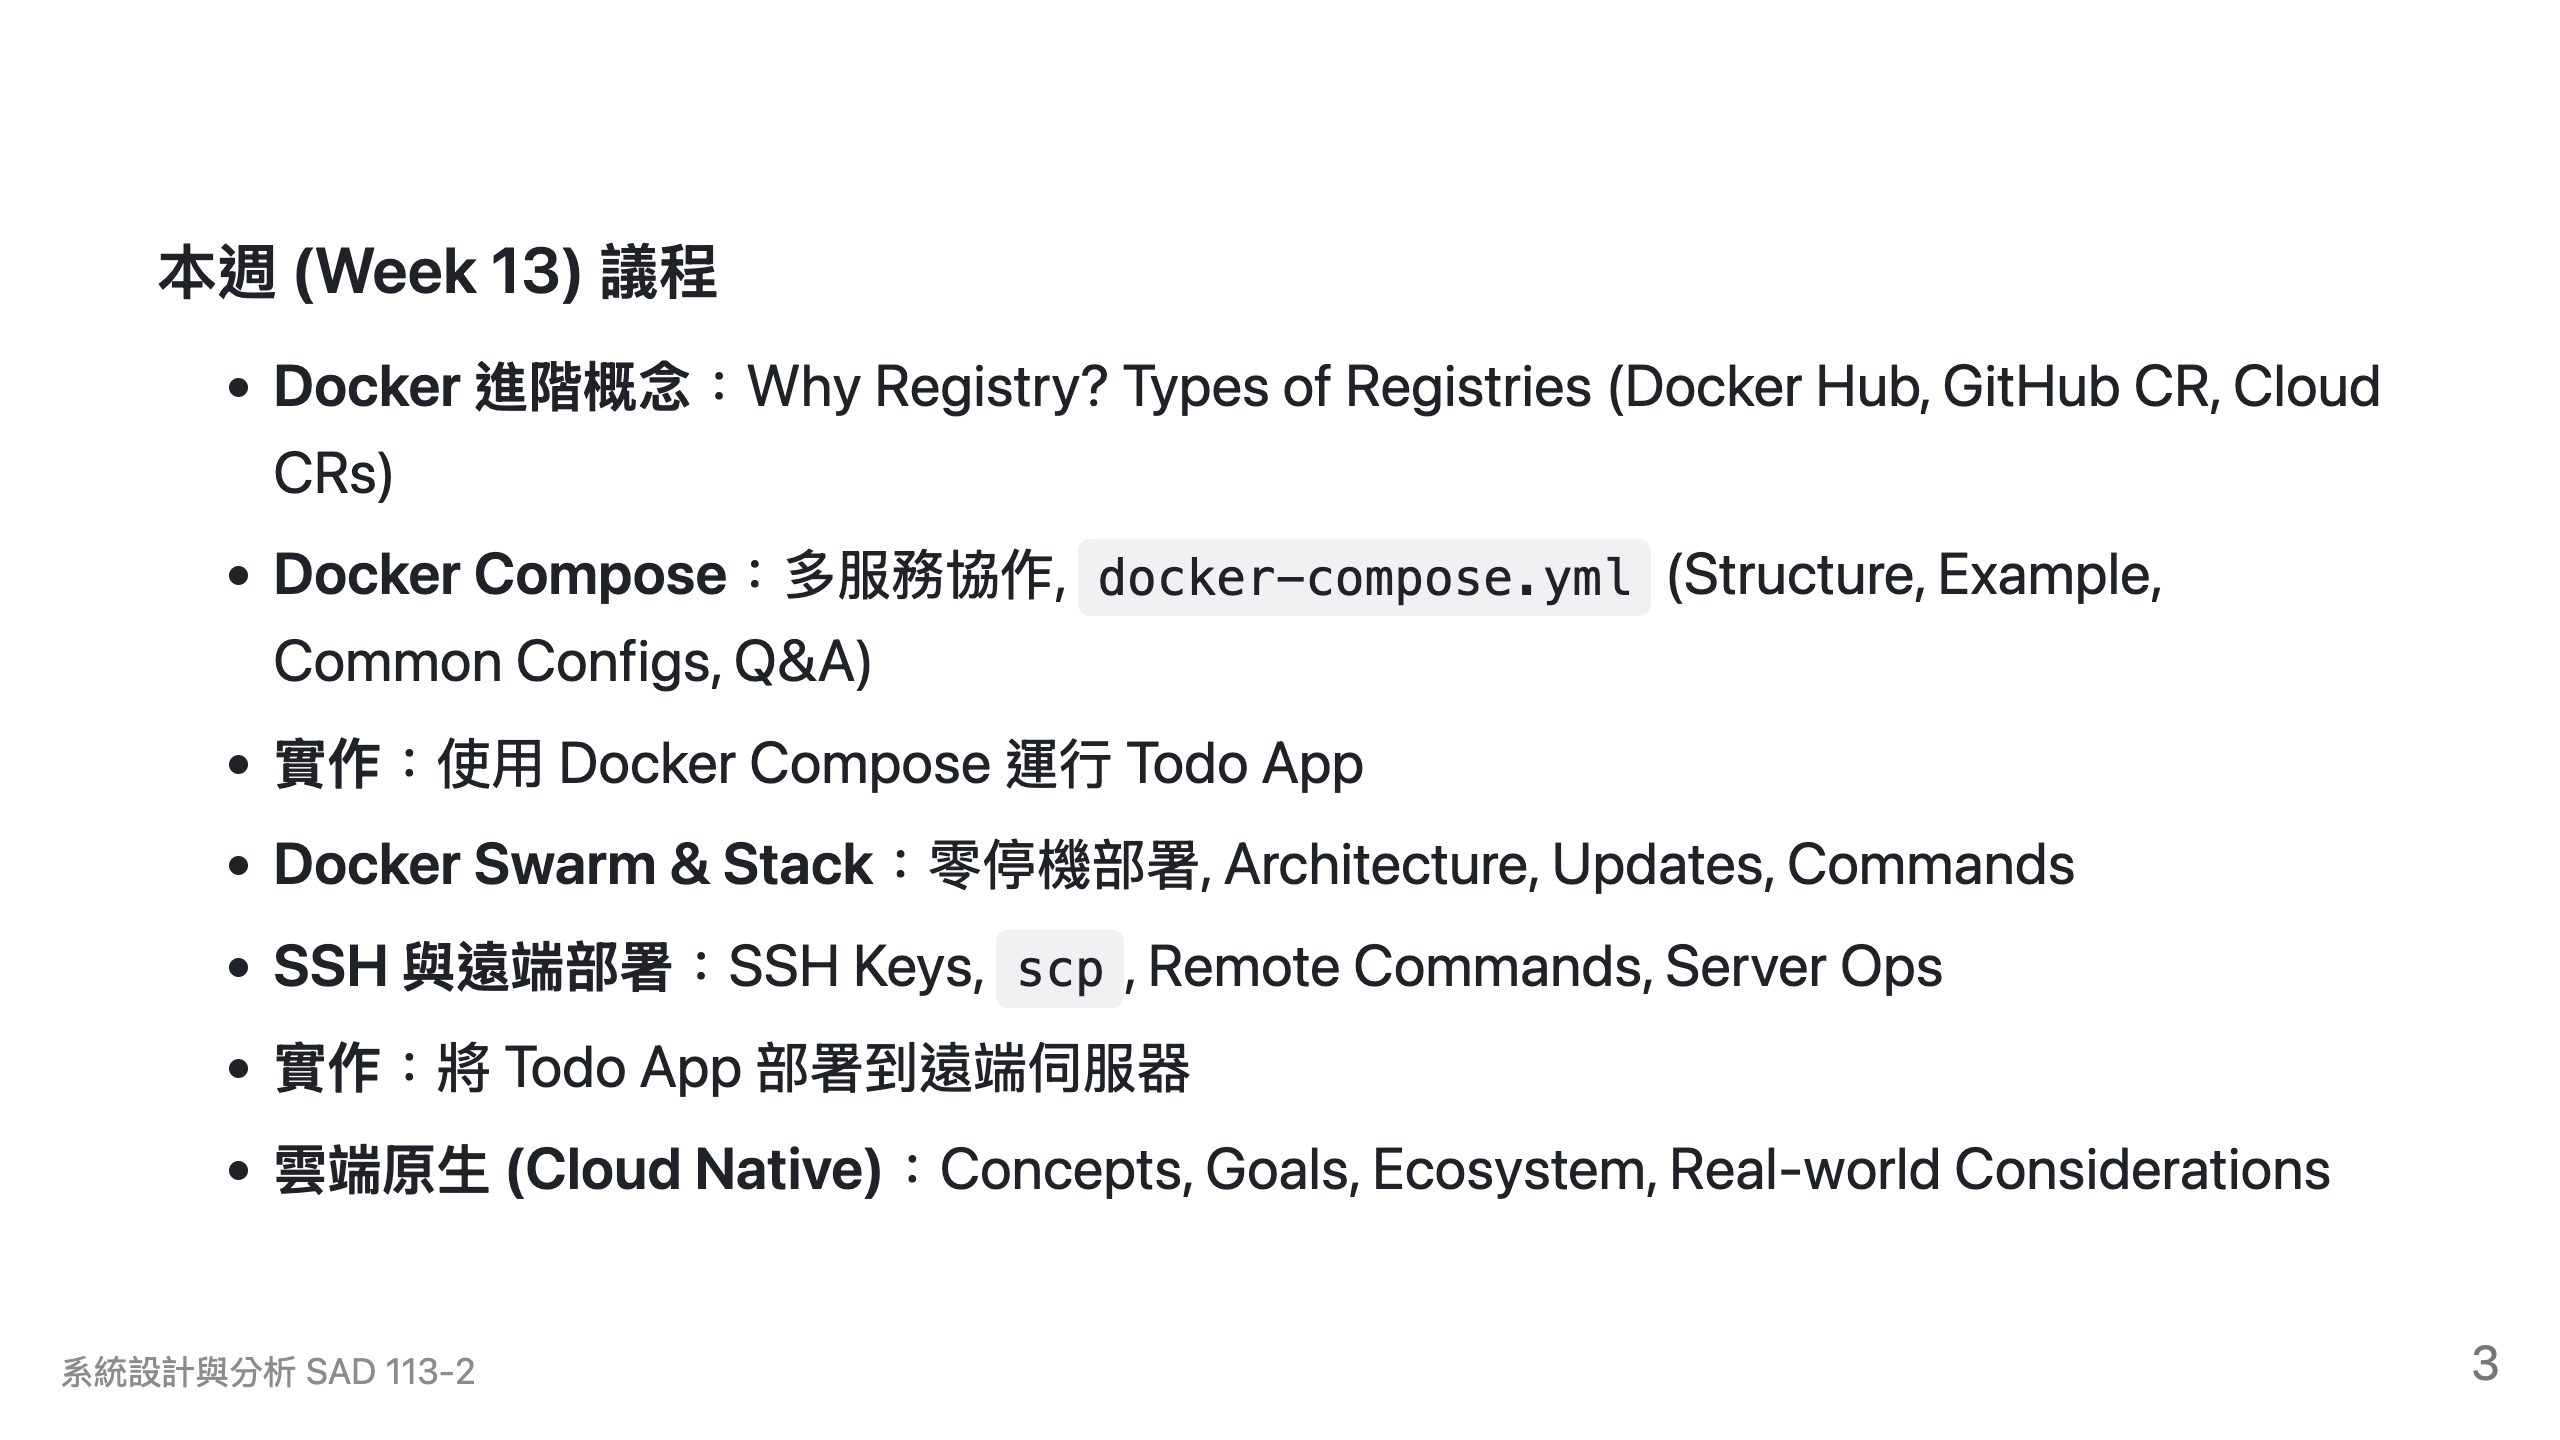 本週 (Week 13) 議程
• Docker 進階概念：Why Registry? Types of Registries (Docker Hub, GitHub CR, Cloud
CRs)
• Docker Compose：多服務協作, docker-compose.yml (Structure, Example,
Common Configs, Q&A)
• 實作：使用 Docker Compose 運行 Todo App
• Docker Swarm & Stack：零停機部署, Architecture, Updates, Commands
• SSH 與遠端部署：SSH Keys, scp, Remote Commands, Server Ops
• 實作：將 Todo App 部署到遠端伺服器
• 雲端原生 (Cloud Native)：Concepts, Goals, Ecosystem, Real-world Considerations
系統設計與分析 SAD 113-2
3